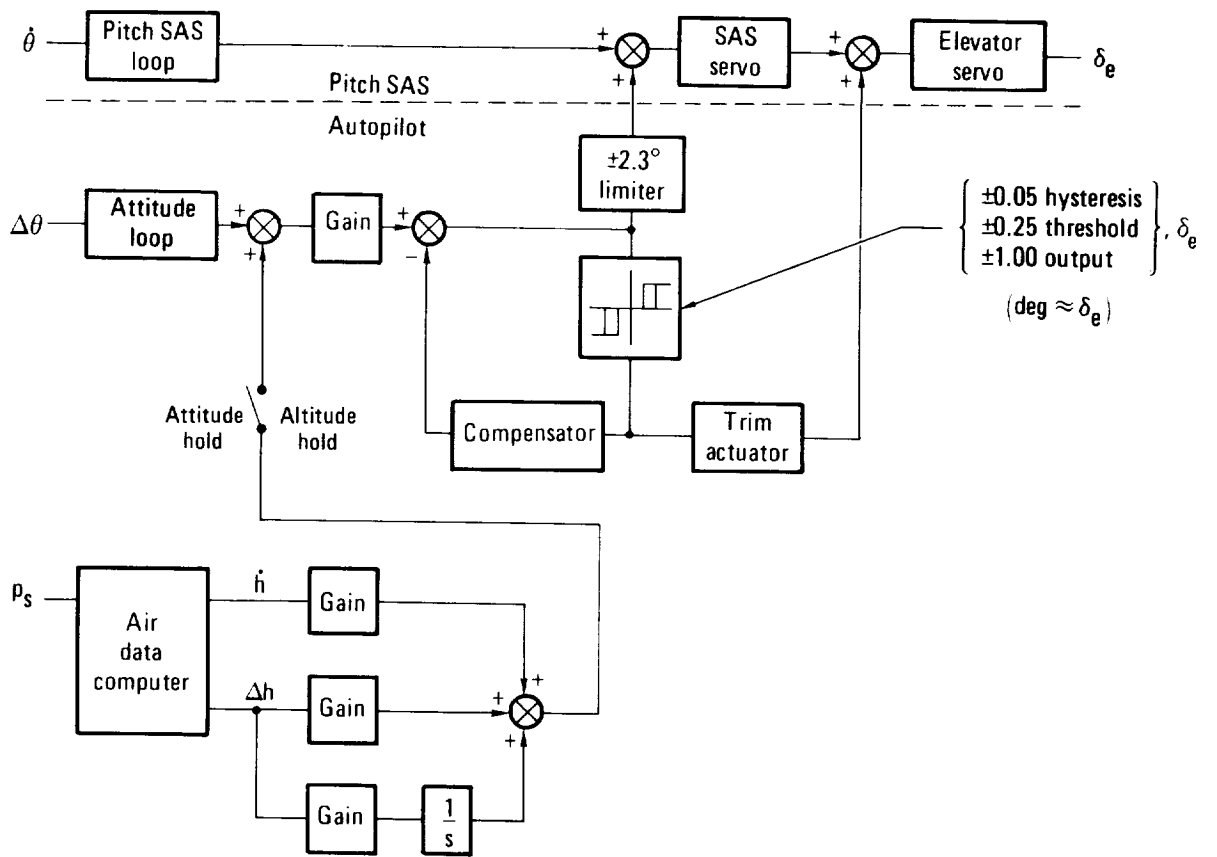 θ̇
Pitch SAS
loop
+
+
SAS
servo
+
+
Elevator
servo
δe
Pitch SAS
Autopilot
±2.3°
limiter
Δθ
Attitude
loop
+
+
Gain
+
−
±0.05 hysteresis
±0.25 threshold
±1.00 output
, δe
(deg ≈ δe)
Attitude
hold
Altitude
hold
Compensator
Trim
actuator
ps
Air
data
computer
ḣ
Gain
+
Δh
Gain
+
+
Gain
1
s